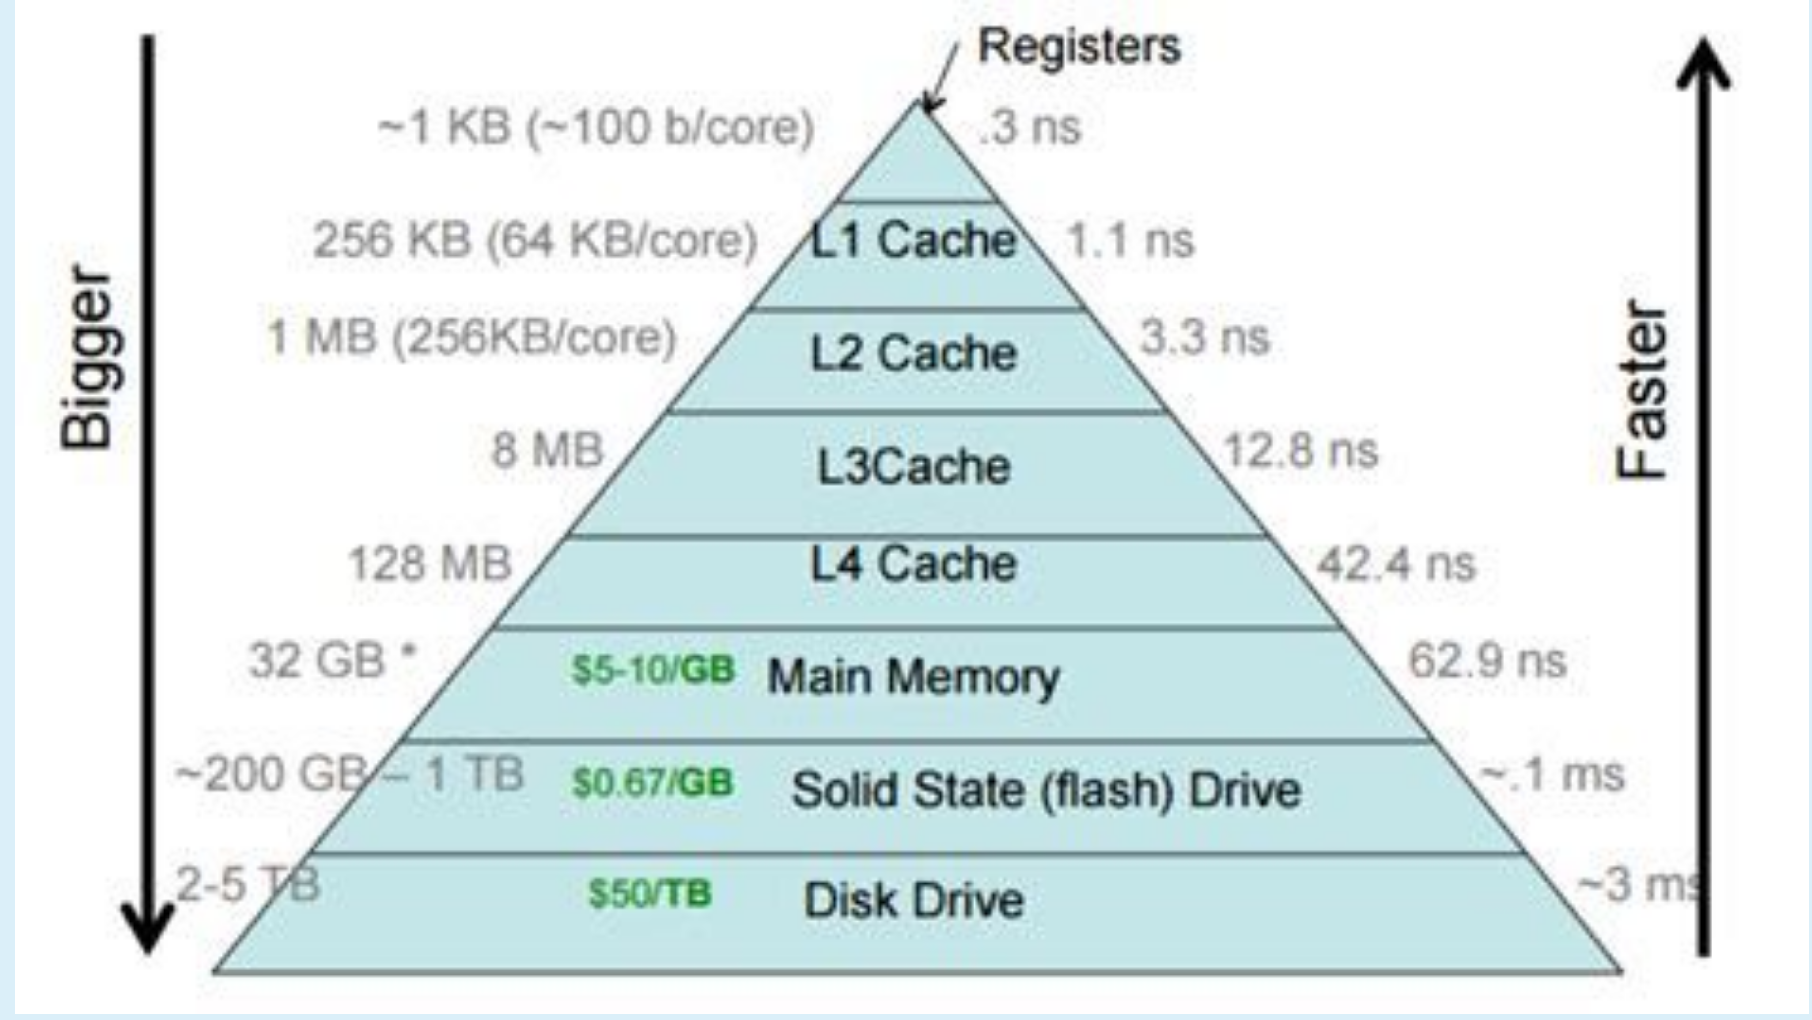 Registers
~1 KB (~100 b/core) .3 ns
256 KB (64 KB/core) L1 Cache 1.1 ns
1 MB (256KB/core) L2 Cache 3.3 ns
8 MB L3Cache 12.8 ns
128 MB L4 Cache 42.4 ns
32 GB * $5-10/GB Main Memory 62.9 ns
~200 GB – 1 TB $0.67/GB Solid State (flash) Drive ~.1 ms
2-5 TB $50/TB Disk Drive ~3 ms
Bigger
Faster